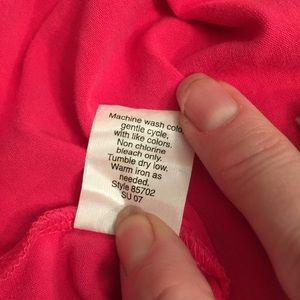 Machine wash cold
gentle cycle,
with like colors.
Non chlorine
bleach only.
Tumble dry low.
Warm iron as
needed.
Style 85702
SU 07